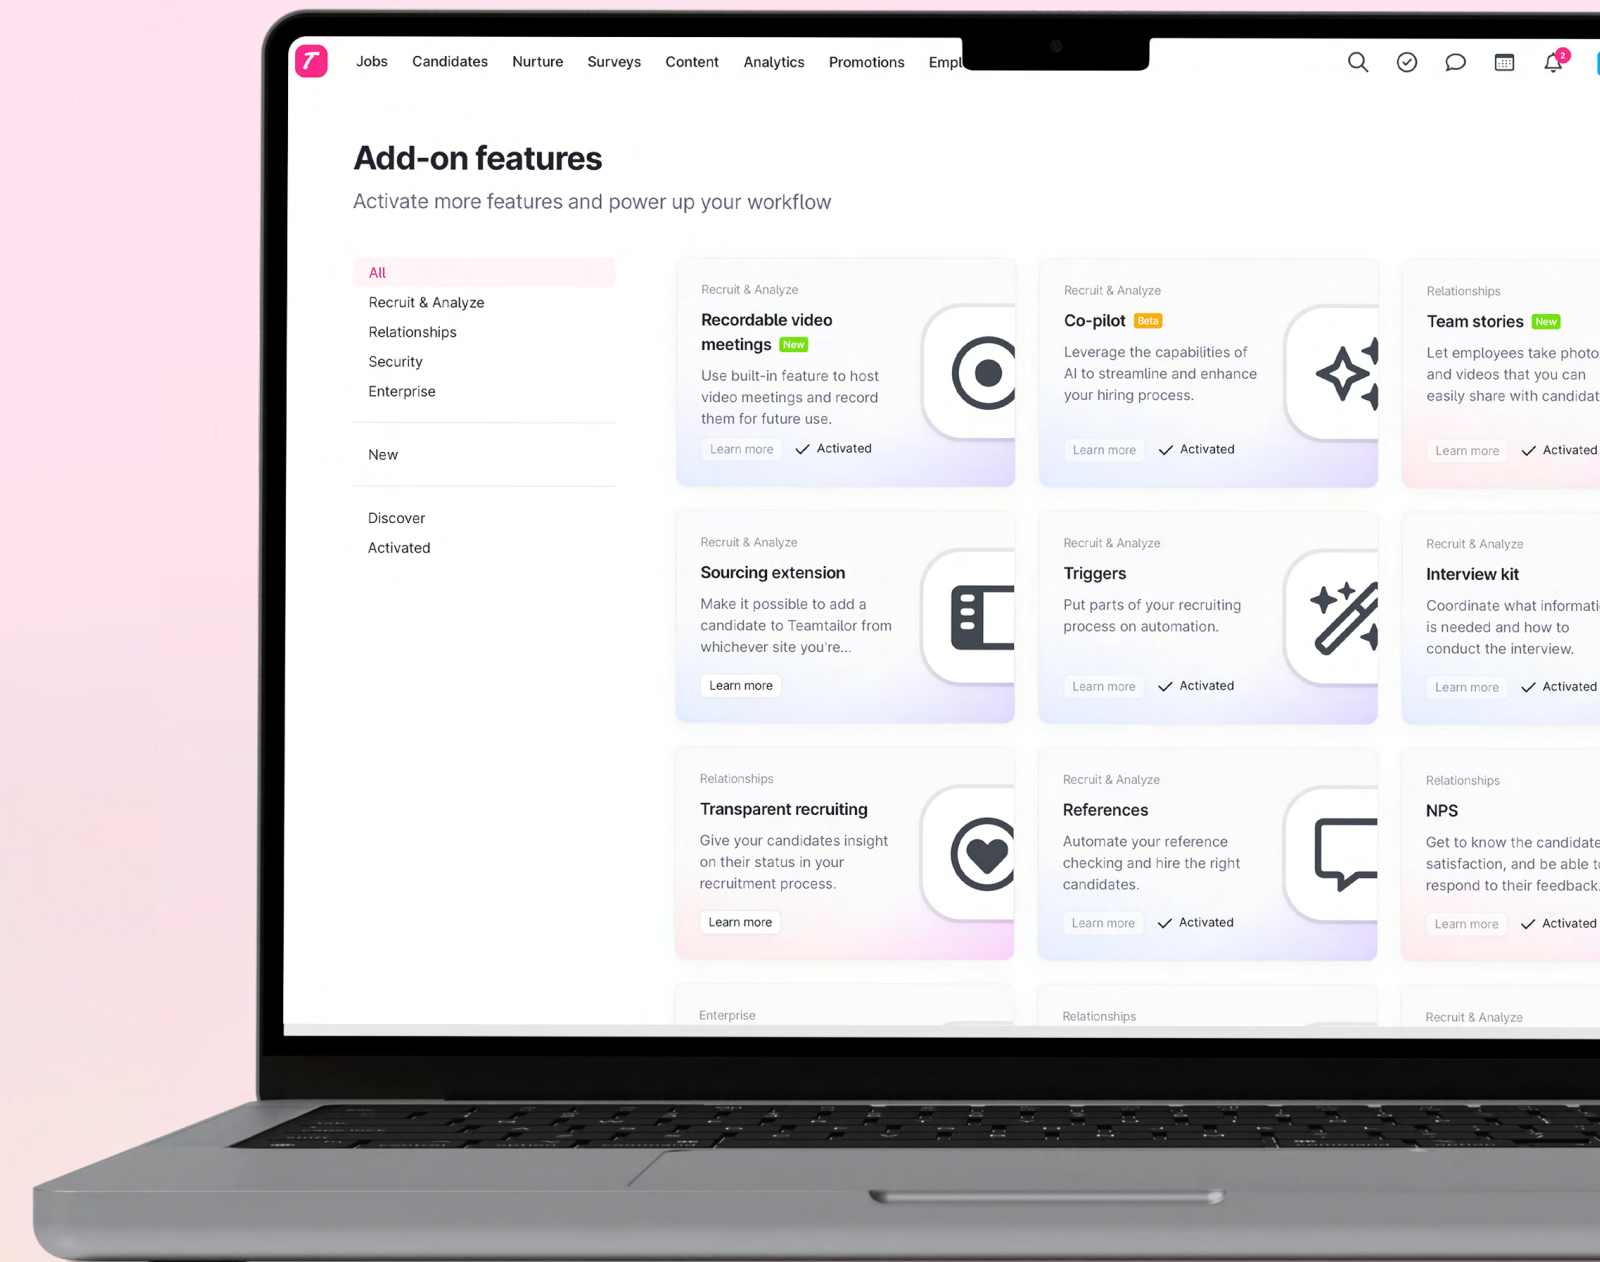 Jobs Candidates Nurture Surveys Content Analytics Promotions
2
Add-on features
Activate more features and power up your workflow
All
Recruit & Analyze
Relationships
Security
Enterprise
New
Discover
Activated
Recruit & Analyze
Recordable video
meetings New
Use built-in feature to host
video meetings and record
them for future use.
Learn more Activated
Recruit & Analyze
Co-pilot Beta
Leverage the capabilities of
AI to streamline and enhance
your hiring process.
Learn more Activated
Relationships
Team stories New
Let employees take photo
and videos that you can
easily share with candidat
Learn more Activated
Recruit & Analyze
Sourcing extension
Make it possible to add a
candidate to Teamtailor from
whichever site you're...
Learn more
Recruit & Analyze
Triggers
Put parts of your recruiting
process on automation.
Learn more Activated
Recruit & Analyze
Interview kit
Coordinate what informati
is needed and how to
conduct the interview.
Learn more Activated
Relationships
Transparent recruiting
Give your candidates insight
on their status in your
recruitment process.
Learn more
Recruit & Analyze
References
Automate your reference
checking and hire the right
candidates.
Learn more Activated
Relationships
NPS
Get to know the candidate
satisfaction, and be able to
respond to their feedback.
Learn more Activated
Enterprise
Relationships
Recruit & Analyze